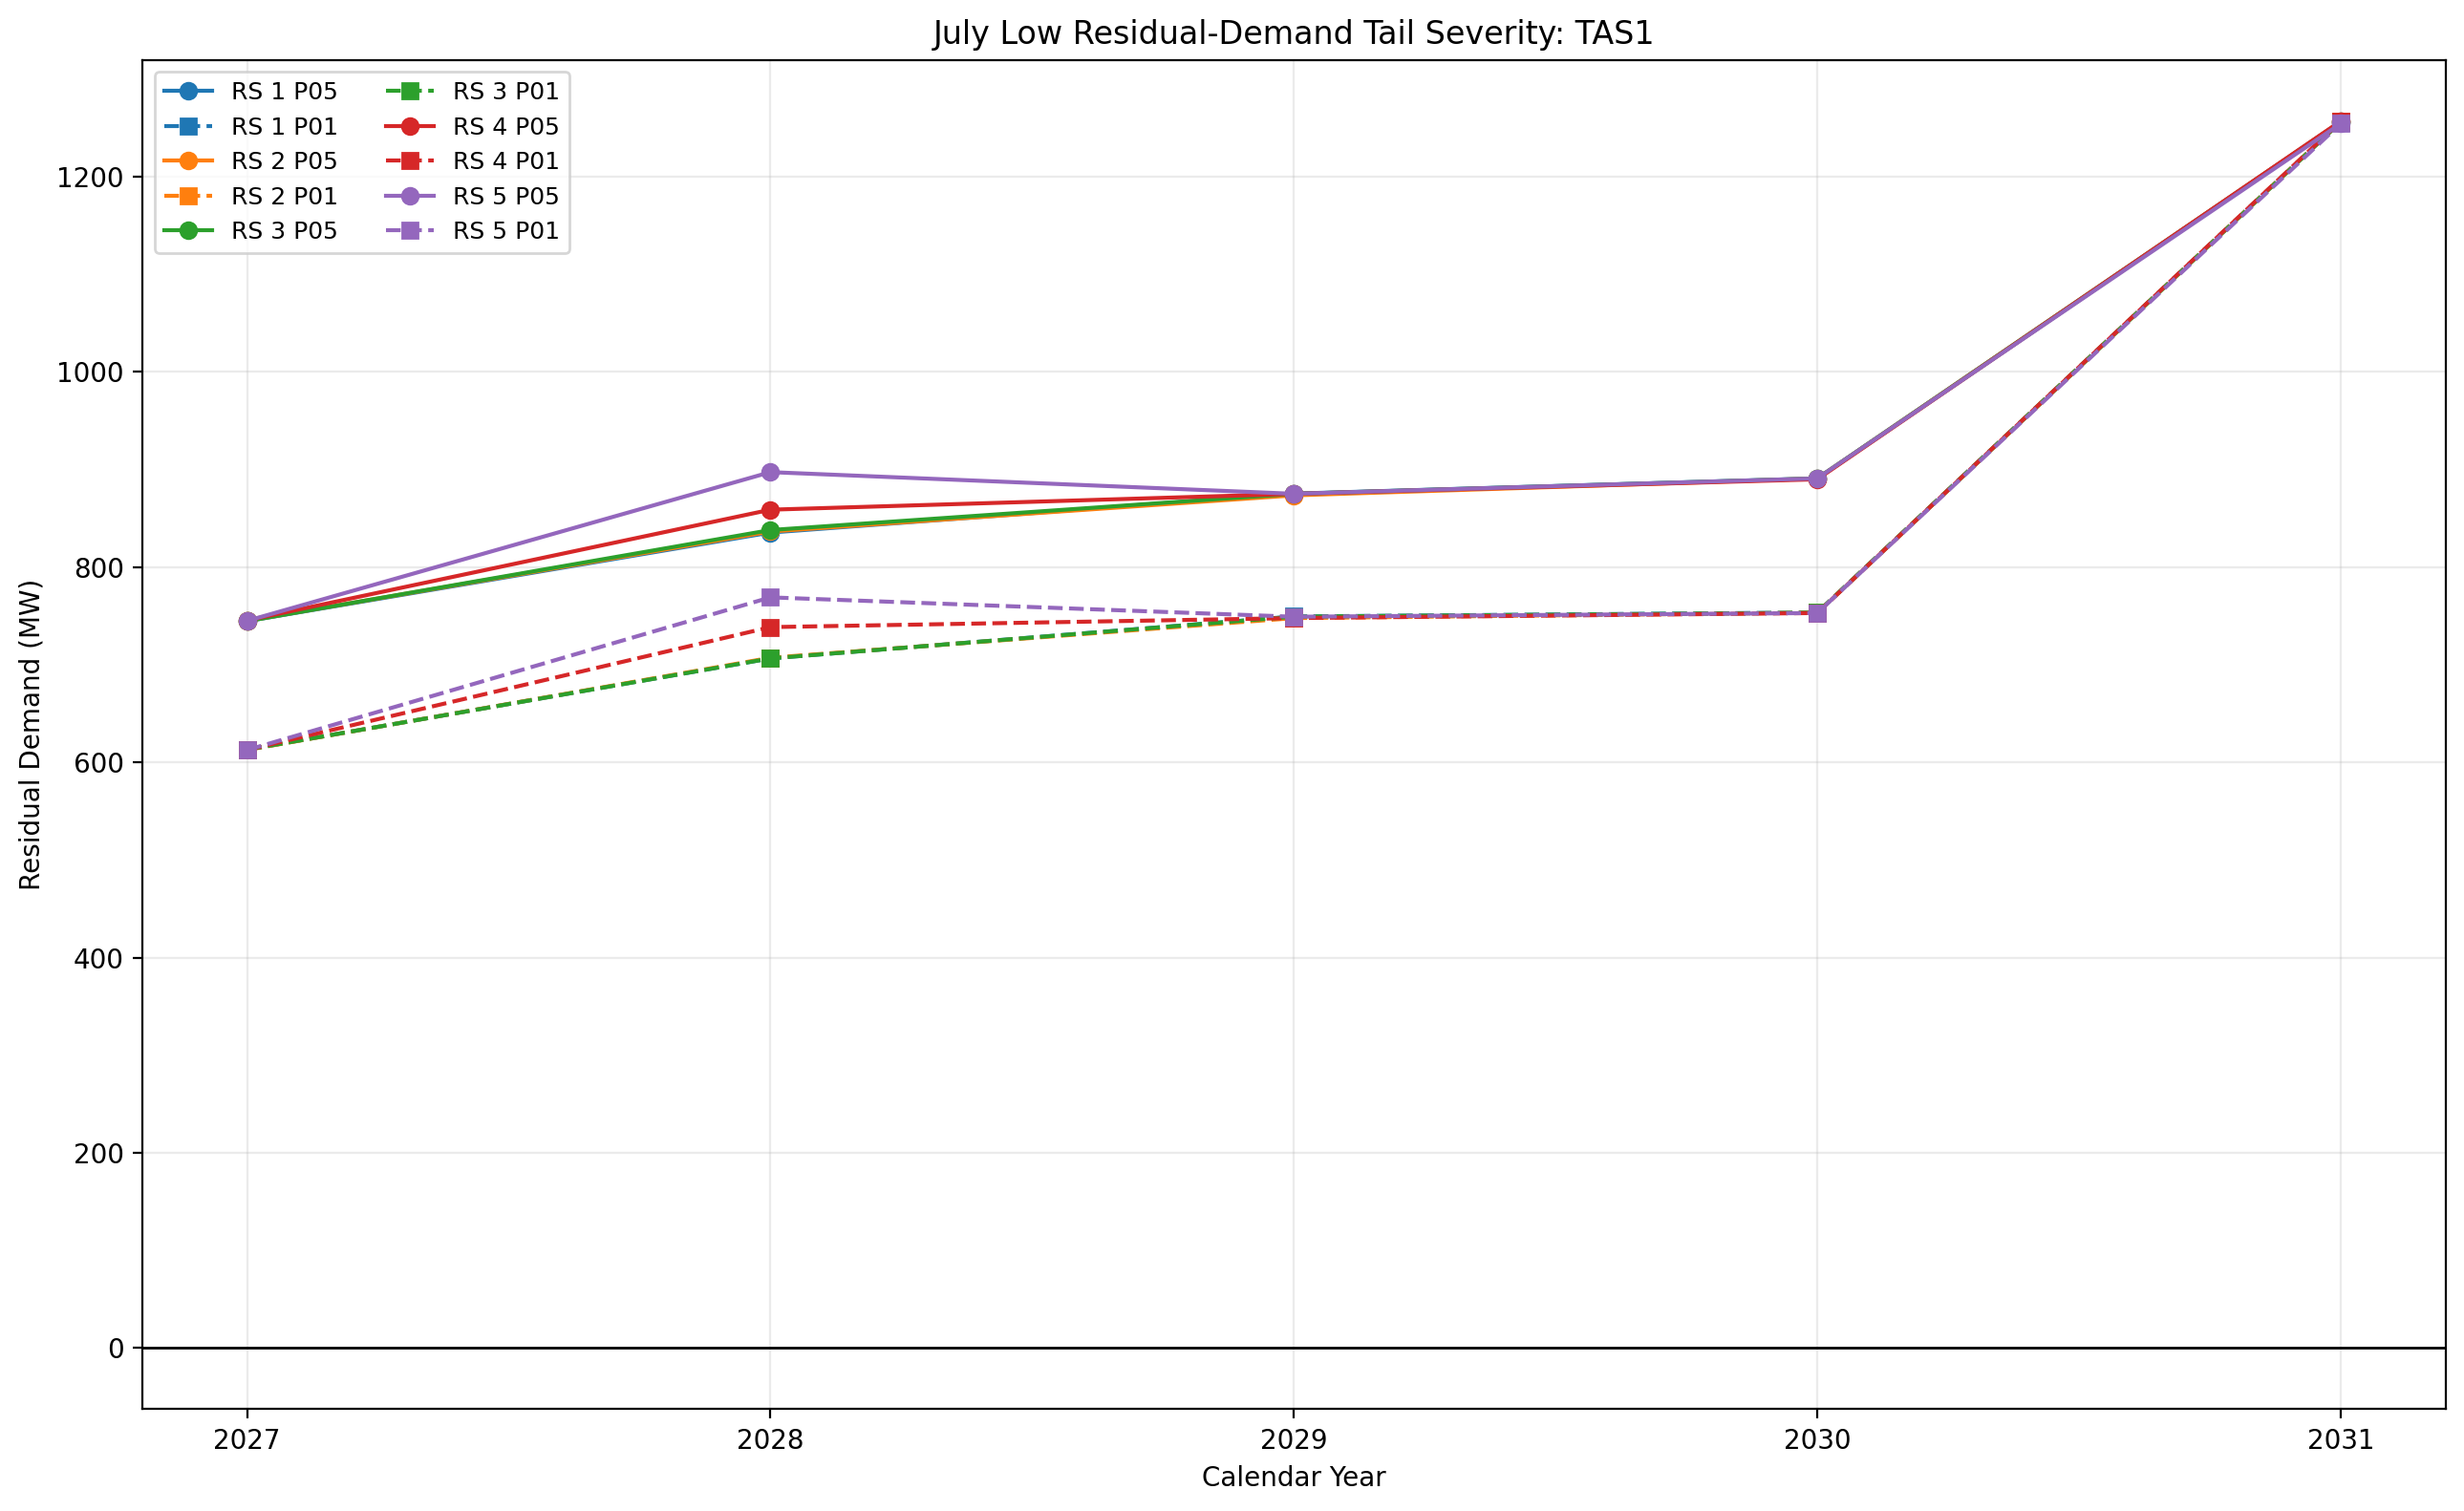 July Low Residual-Demand Tail Severity: TAS1
RS 1 P05
RS 1 P01
RS 2 P05
RS 2 P01
RS 3 P05
RS 3 P01
RS 4 P05
RS 4 P01
RS 5 P05
RS 5 P01
Residual Demand (MW)
1200
1000
800
600
400
200
0
2027 2028 2029 2030 2031
Calendar Year